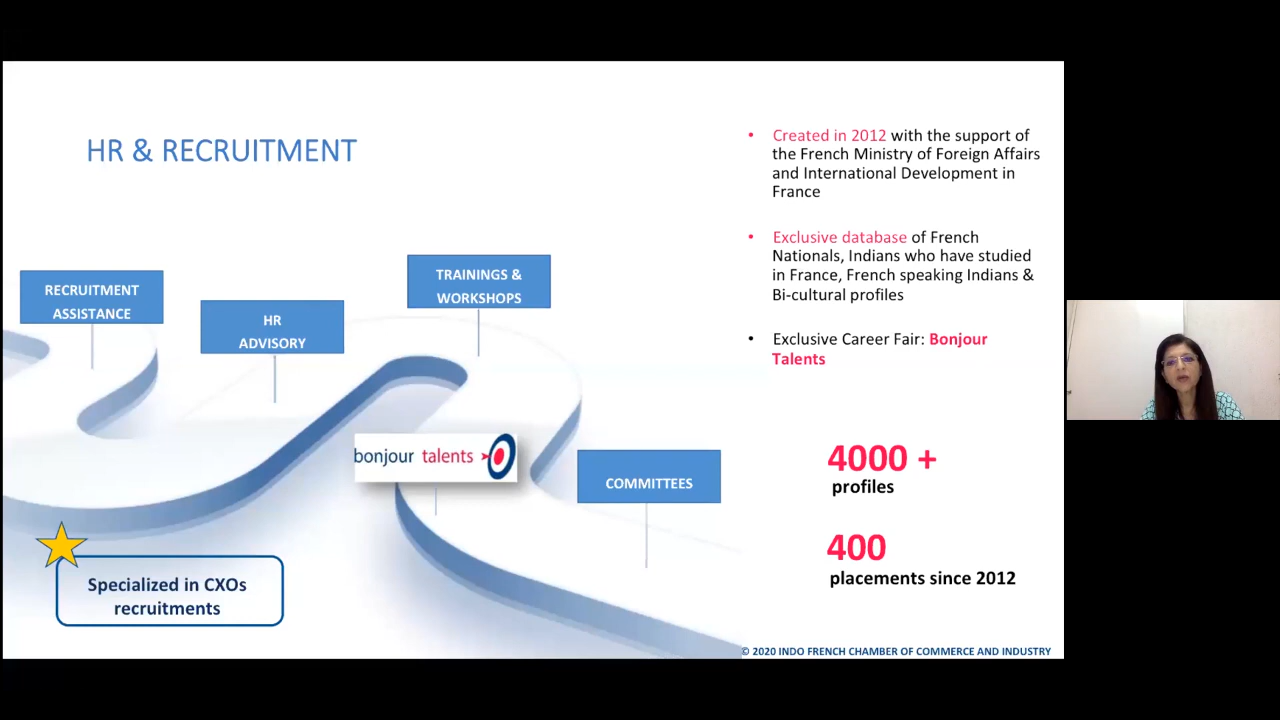 HR & RECRUITMENT
• Created in 2012 with the support of
the French Ministry of Foreign Affairs
and International Development in
France
• Exclusive database of French
Nationals, Indians who have studied
in France, French speaking Indians &
Bi-cultural profiles
• Exclusive Career Fair: Bonjour
Talents
RECRUITMENT
ASSISTANCE
HR
ADVISORY
TRAININGS &
WORKSHOPS
bonjour talents
COMMITTEES
4000 +
profiles
400
placements since 2012
Specialized in CXOs
recruitments
© 2020 INDO FRENCH CHAMBER OF COMMERCE AND INDUSTRY